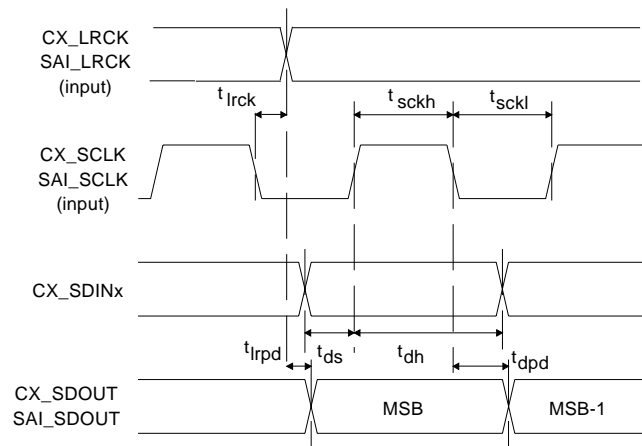 CX_LRCK
SAI_LRCK
(input)
t lrck
t sckh
t sckl
CX_SCLK
SAI_SCLK
(input)
CX_SDINx
t lrpd
t ds
t dh
t dpd
CX_SDOUT
SAI_SDOUT
MSB
MSB-1